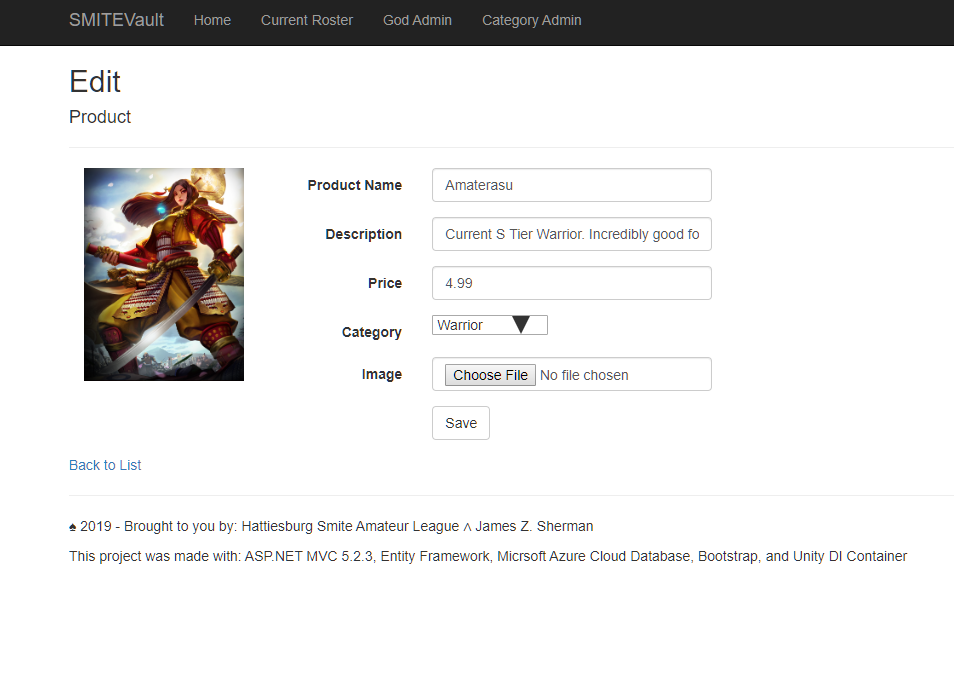 SMITEVault Home Current Roster God Admin Category Admin
Edit
Product
Product Name Amaterasu
Description Current S Tier Warrior. Incredibly good fo
Price 4.99
Category Warrior
Image Choose File No file chosen
Save
Back to List
♠ 2019 - Brought to you by: Hattiesburg Smite Amateur League ∧ James Z. Sherman
This project was made with: ASP.NET MVC 5.2.3, Entity Framework, Micrsoft Azure Cloud Database, Bootstrap, and Unity DI Container